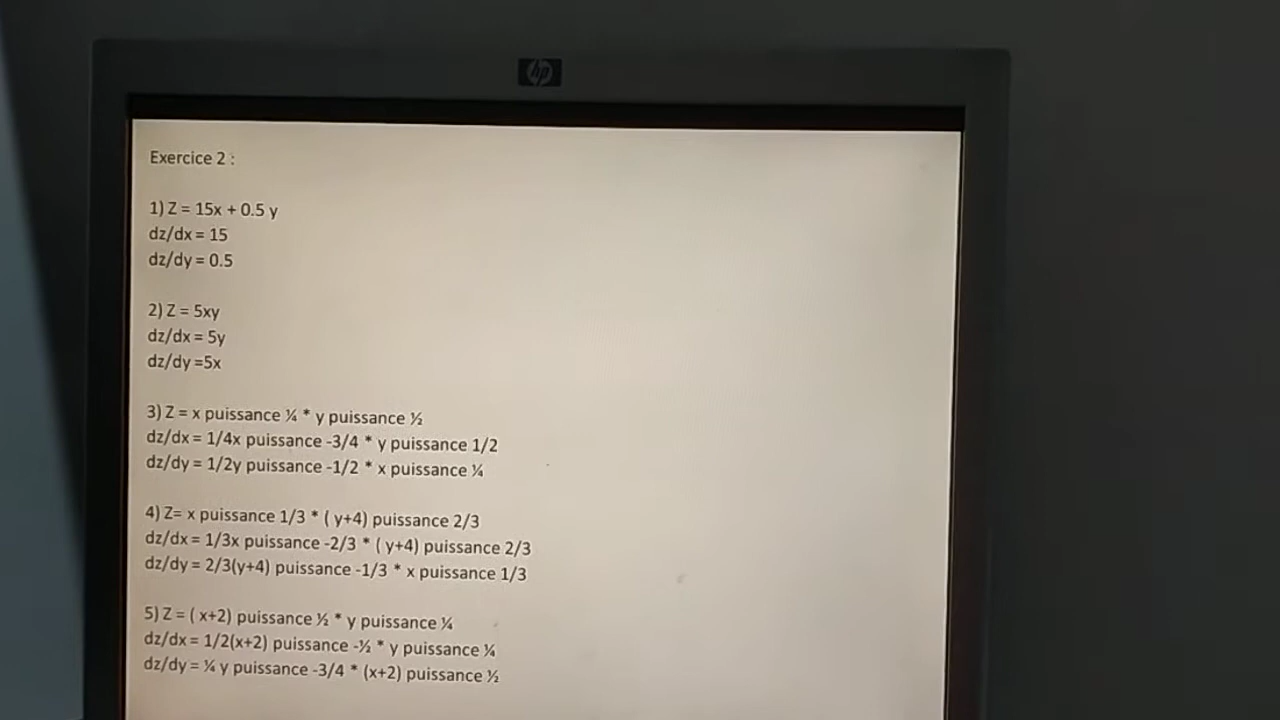 hp
Exercice 2 :
1) Z = 15x + 0.5 y
dz/dx = 15
dz/dy = 0.5
2) Z = 5xy
dz/dx = 5y
dz/dy =5x
3) Z = x puissance ¼ * y puissance ½
dz/dx = 1/4x puissance -3/4 * y puissance 1/2
dz/dy = 1/2y puissance -1/2 * x puissance ¼
4) Z= x puissance 1/3 * ( y+4) puissance 2/3
dz/dx = 1/3x puissance -2/3 * ( y+4) puissance 2/3
dz/dy = 2/3(y+4) puissance -1/3 * x puissance 1/3
5) Z = ( x+2) puissance ½ * y puissance ¼
dz/dx = 1/2(x+2) puissance -½ * y puissance ¼
dz/dy = ¼ y puissance -3/4 * (x+2) puissance ½